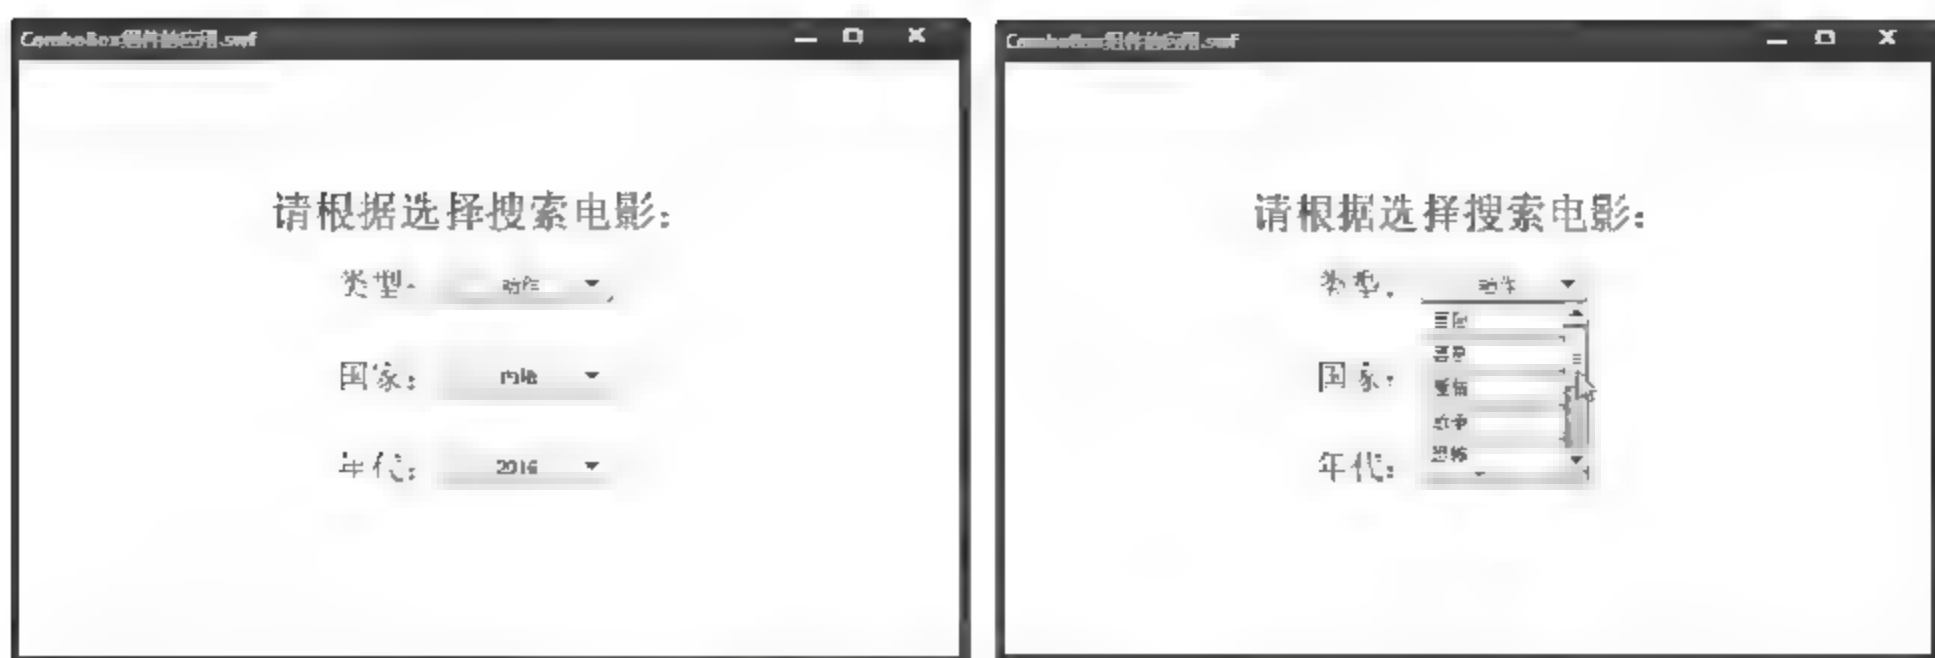 ComboBox组件的应用.swf
请根据选择搜索电影：
类型：动作
国家：内地
年代：2016
ComboBox组件的应用.swf
请根据选择搜索电影：
类型：动作
国家：
年代：